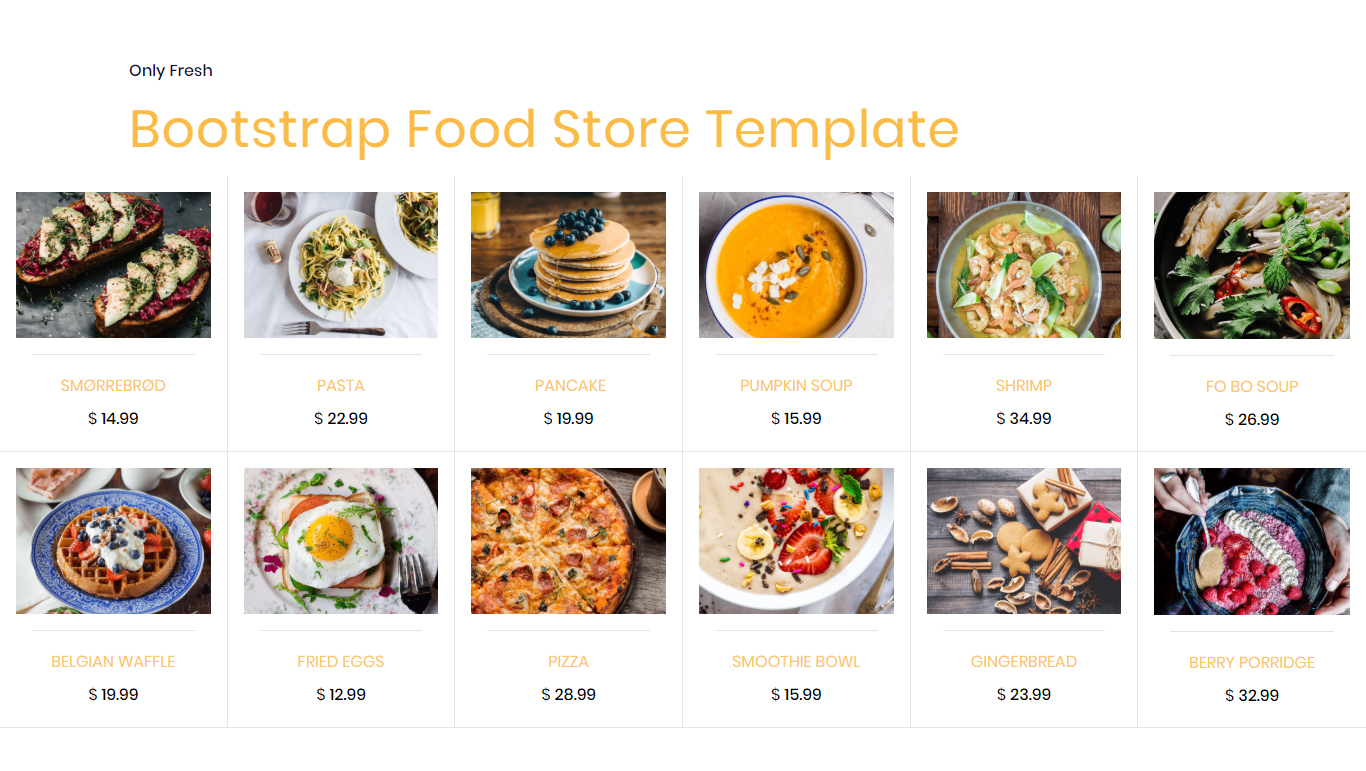 Only Fresh
Bootstrap Food Store Template
SMØRREBRØD
$ 14.99
PASTA
$ 22.99
PANCAKE
$ 19.99
PUMPKIN SOUP
$ 15.99
SHRIMP
$ 34.99
FO BO SOUP
$ 26.99
BELGIAN WAFFLE
$ 19.99
FRIED EGGS
$ 12.99
PIZZA
$ 28.99
SMOOTHIE BOWL
$ 15.99
GINGERBREAD
$ 23.99
BERRY PORRIDGE
$ 32.99